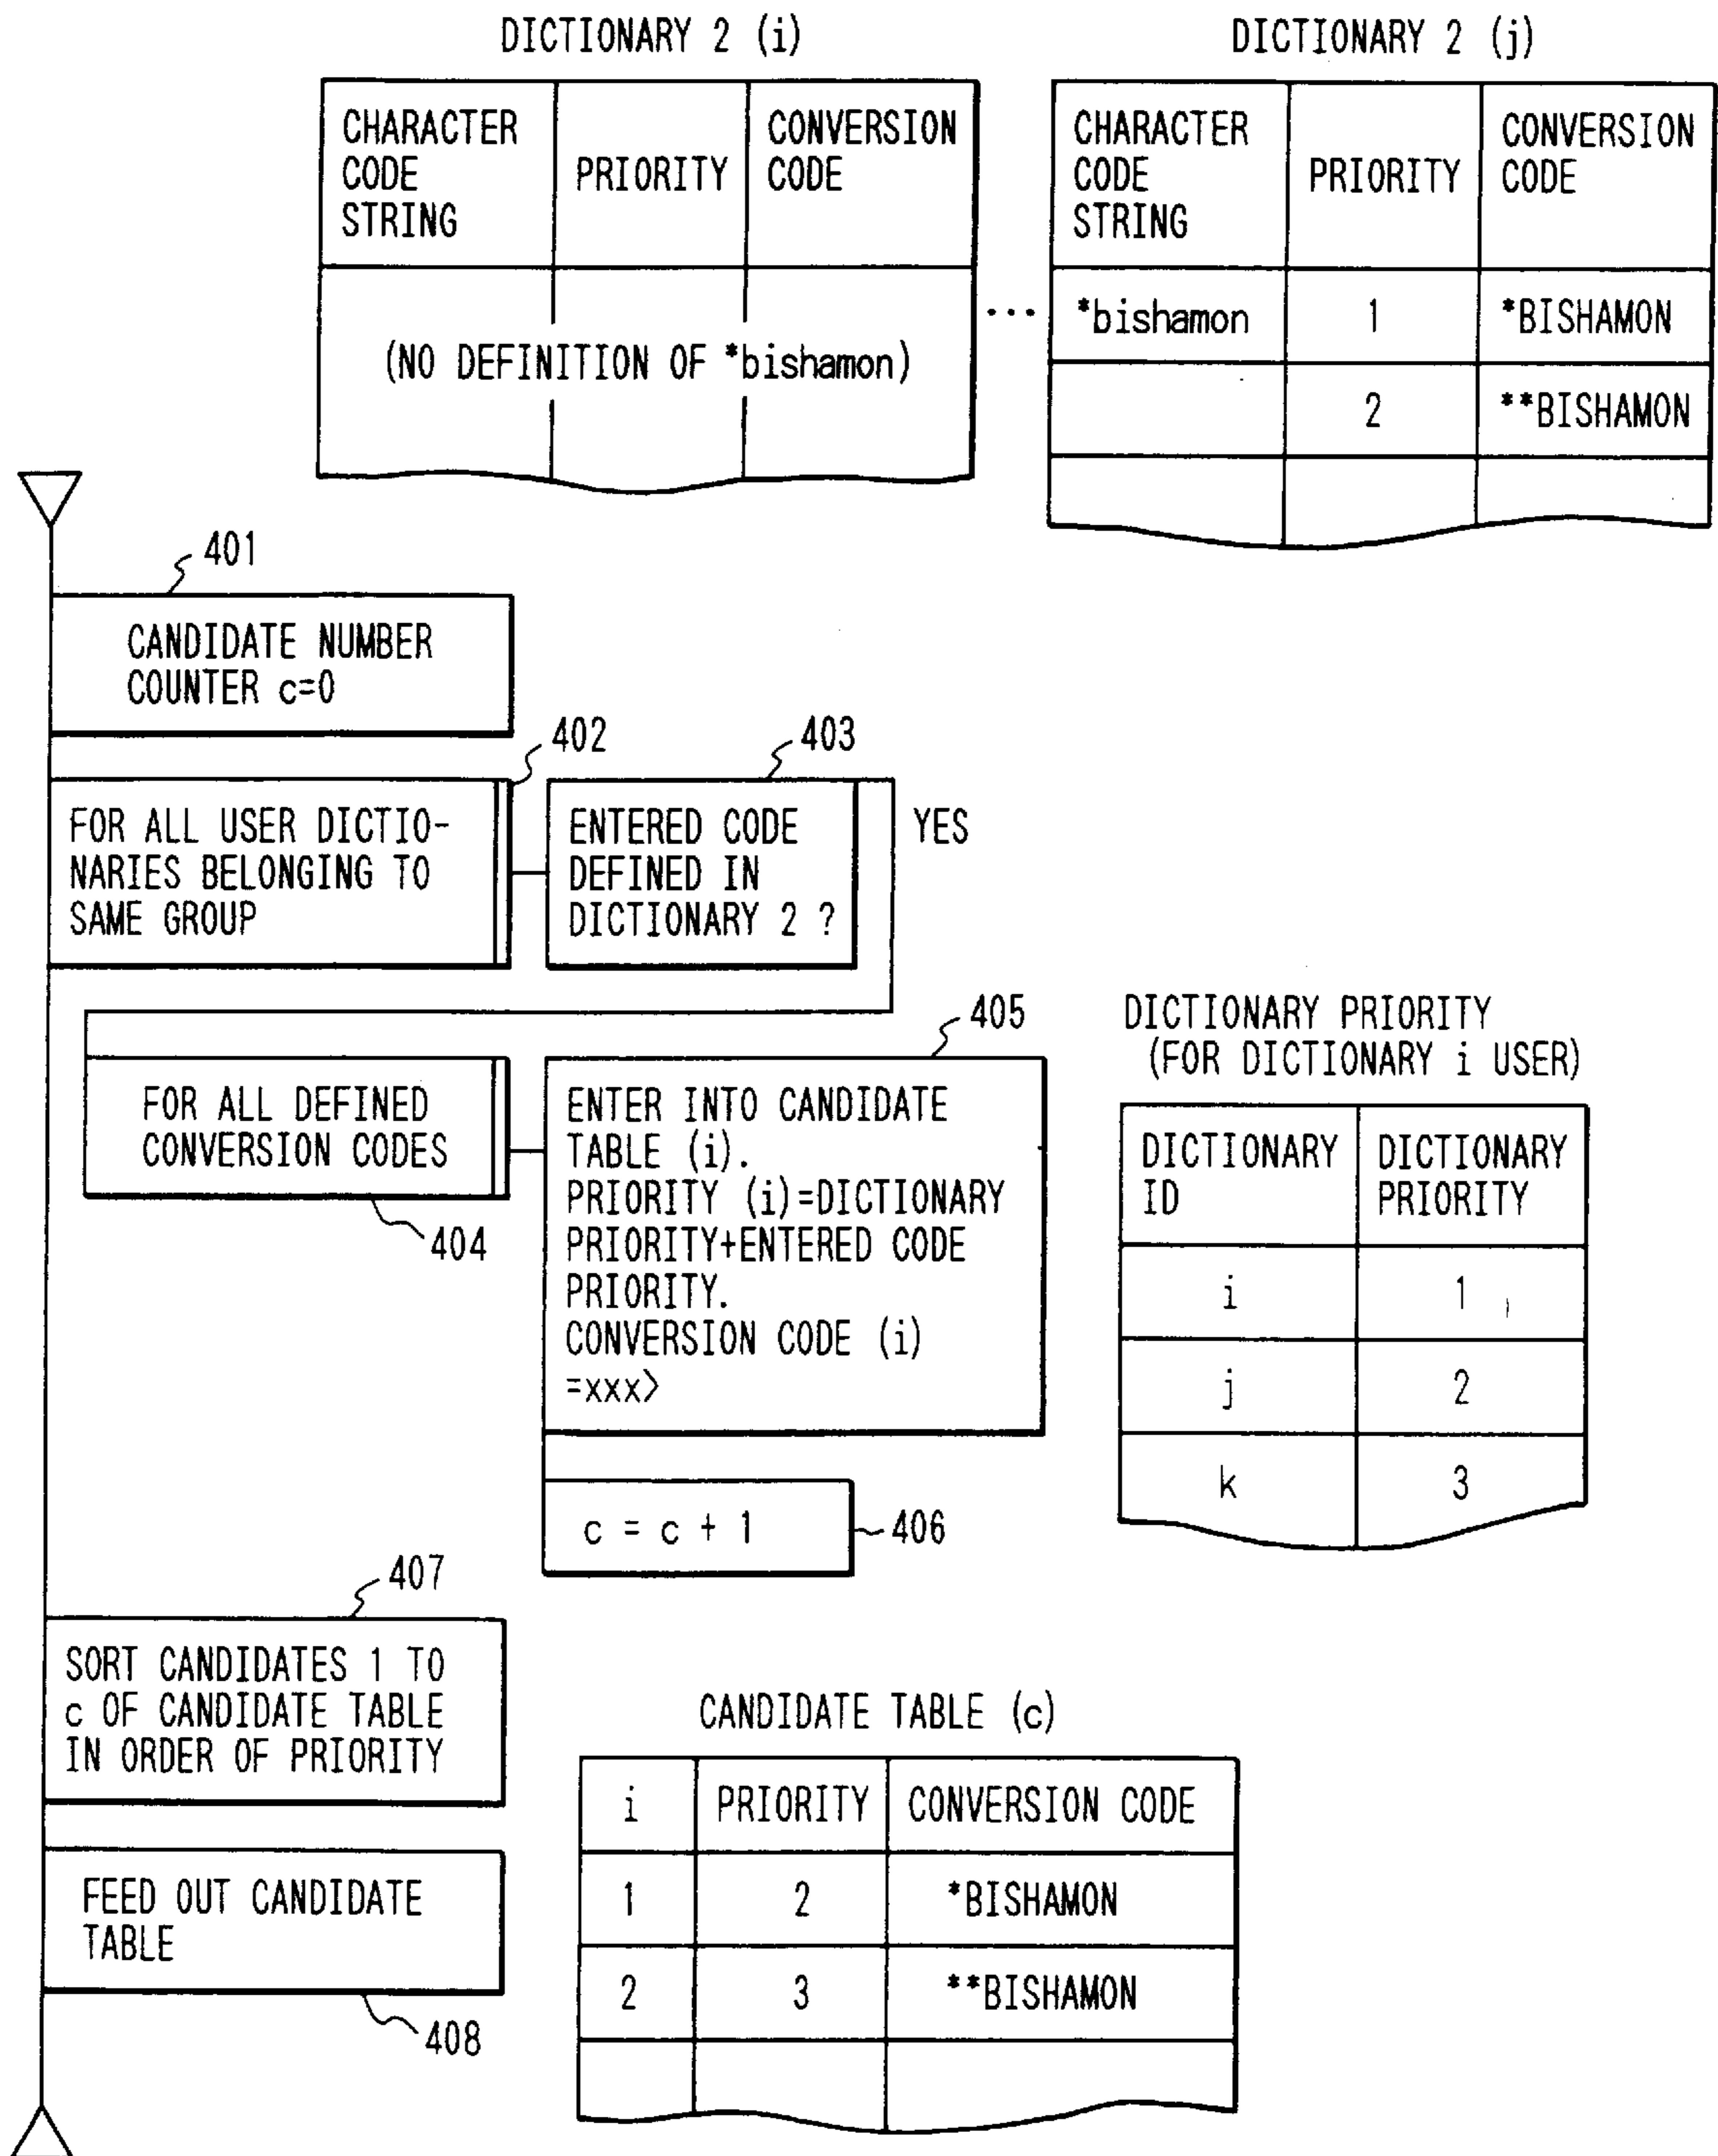 DICTIONARY 2 (i)
CHARACTER
CODE
STRING
PRIORITY
CONVERSION
CODE
(NO DEFINITION OF *bishamon)
...
DICTIONARY 2 (j)
CHARACTER
CODE
STRING
PRIORITY
CONVERSION
CODE
*bishamon 1 *BISHAMON
2 **BISHAMON
401
CANDIDATE NUMBER
COUNTER c=0
402
FOR ALL USER DICTIO-
NARIES BELONGING TO
SAME GROUP
403
ENTERED CODE
DEFINED IN
DICTIONARY 2 ?
YES
FOR ALL DEFINED
CONVERSION CODES
404
405
ENTER INTO CANDIDATE
TABLE (i).
PRIORITY (i)=DICTIONARY
PRIORITY+ENTERED CODE
PRIORITY.
CONVERSION CODE (i)
=xxx>
c = c + 1
406
DICTIONARY PRIORITY
(FOR DICTIONARY i USER)
DICTIONARY
ID
DICTIONARY
PRIORITY
i 1
j 2
k 3
407
SORT CANDIDATES 1 TO
c OF CANDIDATE TABLE
IN ORDER OF PRIORITY
FEED OUT CANDIDATE
TABLE
408
CANDIDATE TABLE (c)
i PRIORITY CONVERSION CODE
1 2 *BISHAMON
2 3 **BISHAMON